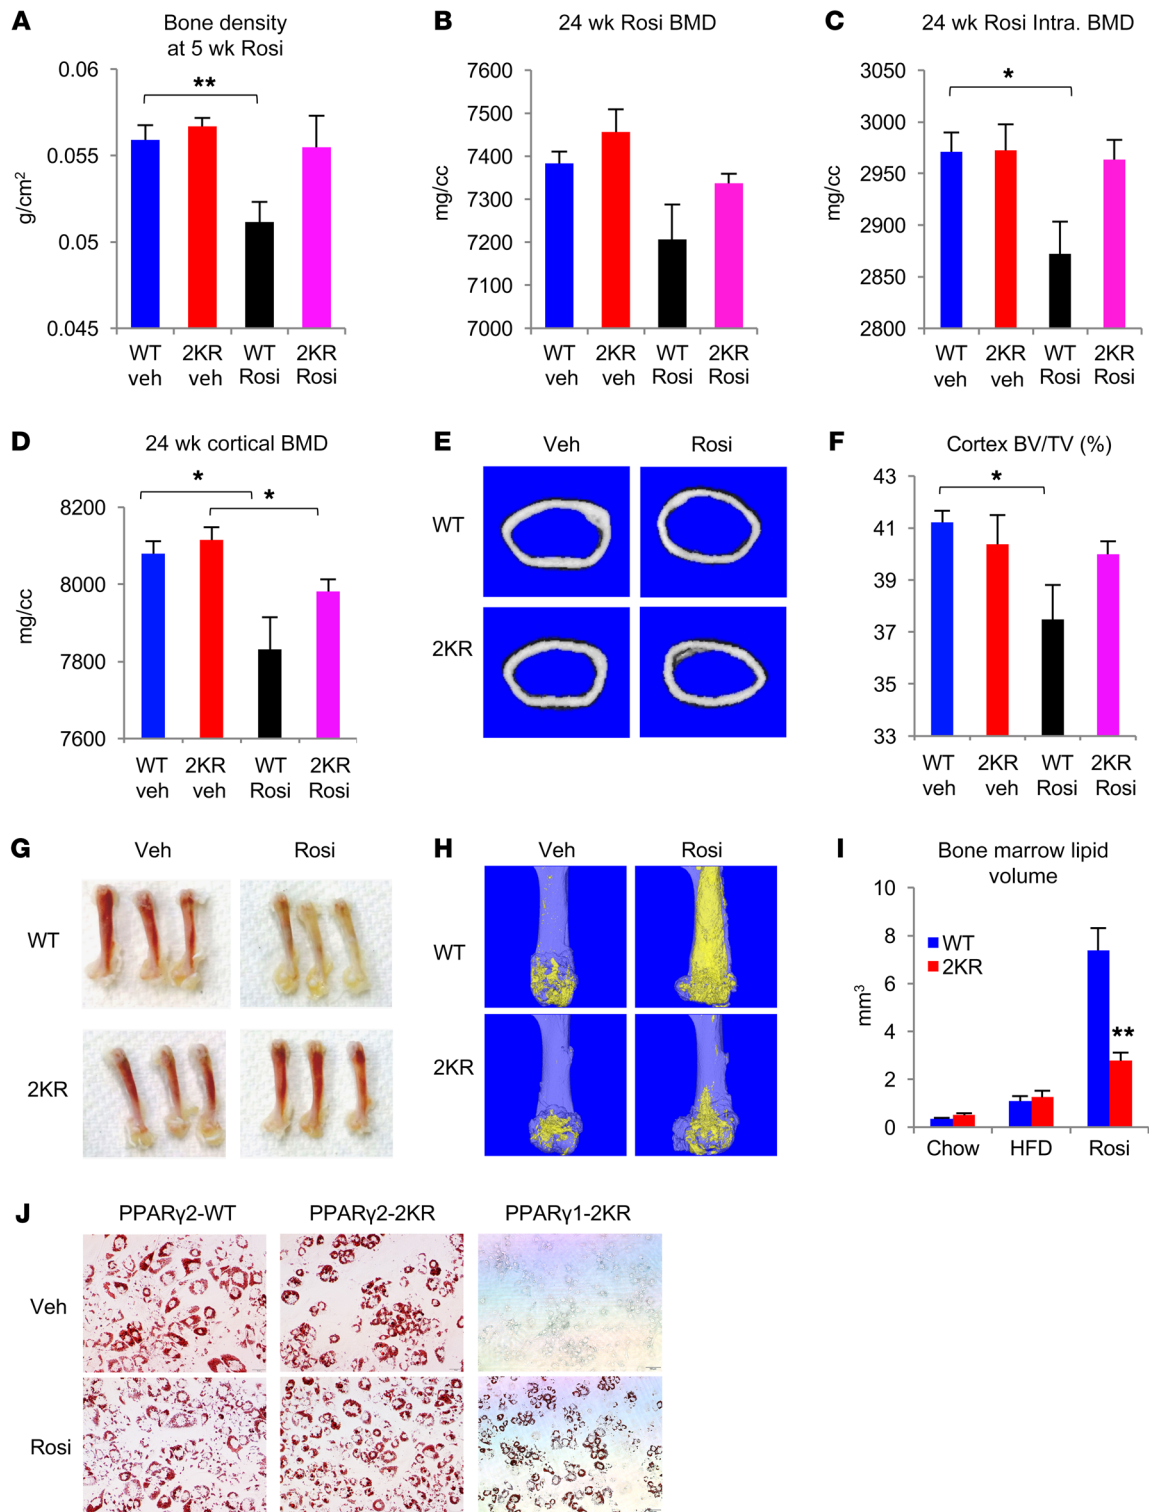 A
Bone density
at 5 wk Rosi
0.06
0.055
0.05
0.045
g/cm²
**
WT
veh
2KR
veh
WT
Rosi
2KR
Rosi
B
24 wk Rosi BMD
7600
7500
7400
7300
7200
7100
7000
mg/cc
WT
veh
2KR
veh
WT
Rosi
2KR
Rosi
C
24 wk Rosi Intra. BMD
3050
3000
2950
2900
2850
2800
mg/cc
*
WT
veh
2KR
veh
WT
Rosi
2KR
Rosi
D
24 wk cortical BMD
8200
8000
7800
7600
mg/cc
*
*
WT
veh
2KR
veh
WT
Rosi
2KR
Rosi
E
Veh
Rosi
WT
2KR
F
Cortex BV/TV (%)
43
41
39
37
35
33
*
WT
veh
2KR
veh
WT
Rosi
2KR
Rosi
G
Veh
Rosi
WT
2KR
H
Veh
Rosi
WT
2KR
I
Bone marrow lipid
volume
10
8
6
4
2
0
mm³
WT
2KR
**
Chow
HFD
Rosi
J
PPARγ2-WT
PPARγ2-2KR
PPARγ1-2KR
Veh
Rosi